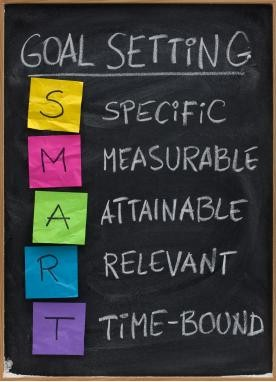 GOAL SETTING
S SPECIFIC
M MEASURABLE
A ATTAINABLE
R RELEVANT
T TIME-BOUND